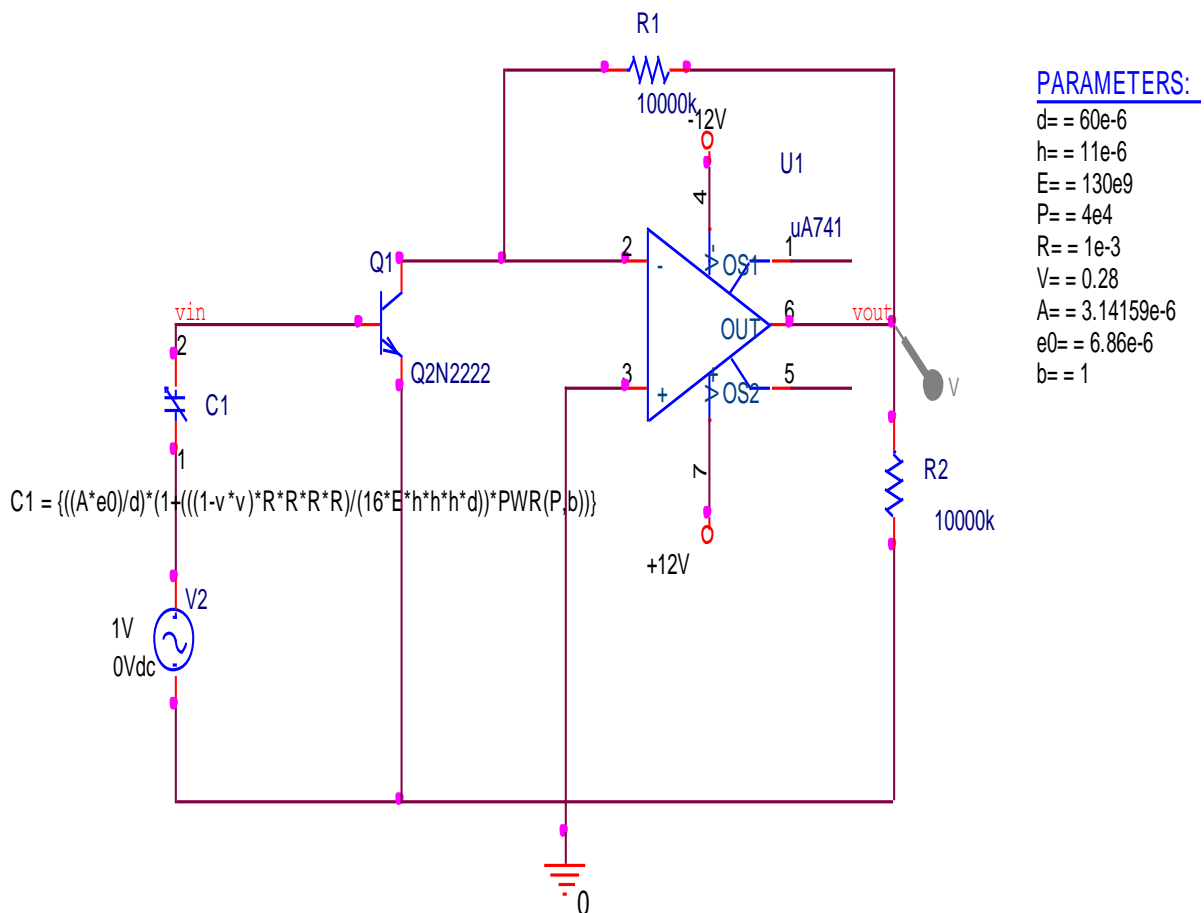 R1
10000k
-12V
U1
4
uA741
2
-
V-
OS1
1
Q1
vin
2
OUT
6
vout
Q2N2222
3
+
V+
OS2
5
V
C1
1
7
R2
10000k
C1 = {((A*e0)/d)*(1+(((1-v*v)*R*R*R*R)/(16*E*h*h*h*d))*PWR(P,b))}
+12V
V2
1V
0Vdc
0
PARAMETERS:
d= = 60e-6
h= = 11e-6
E= = 130e9
P= = 4e4
R= = 1e-3
V= = 0.28
A= = 3.14159e-6
e0= = 6.86e-6
b= = 1